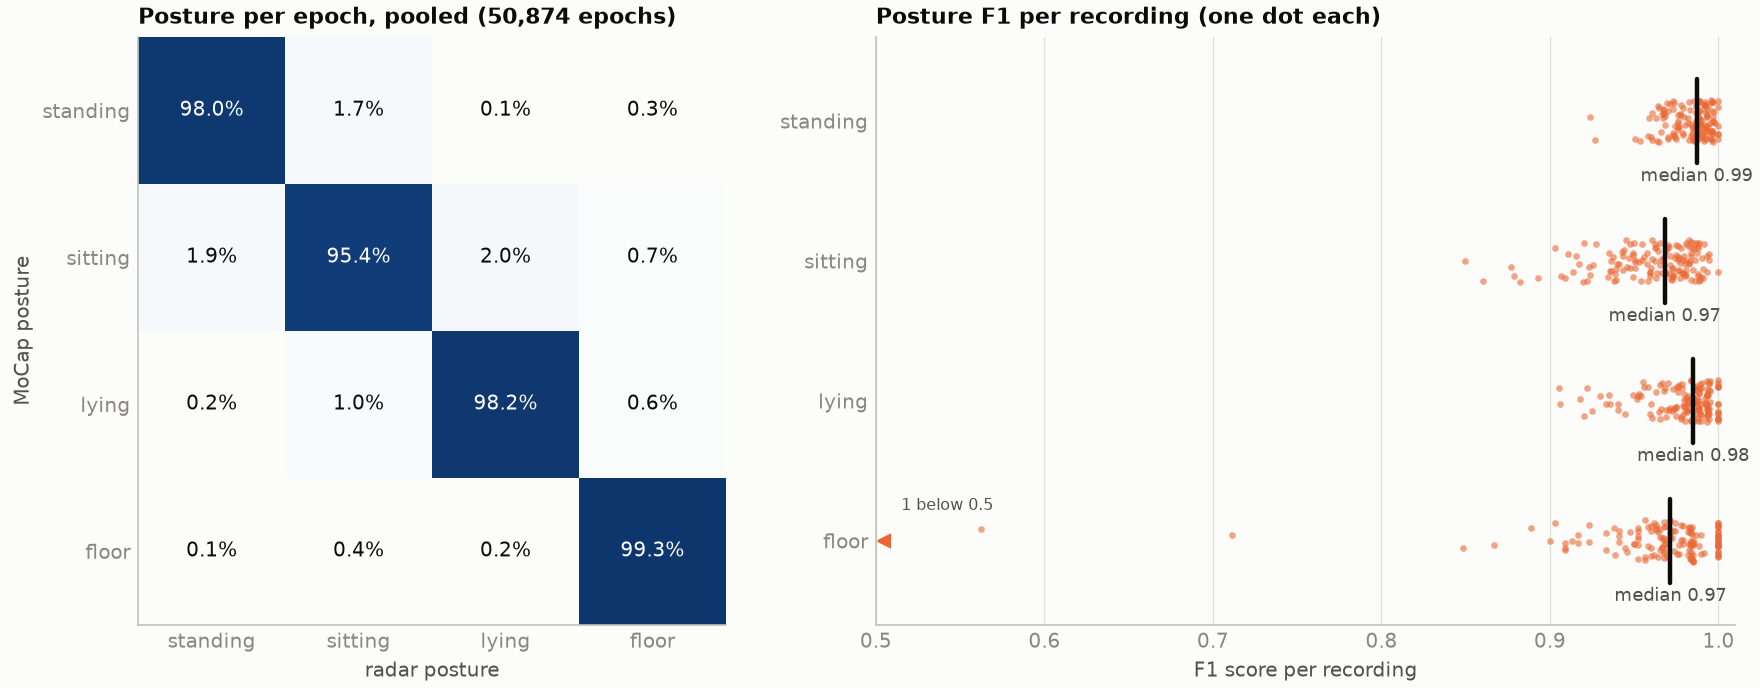 Posture per epoch, pooled (50,874 epochs)
MoCap posture
standing 98.0% 1.7% 0.1% 0.3%
sitting 1.9% 95.4% 2.0% 0.7%
lying 0.2% 1.0% 98.2% 0.6%
floor 0.1% 0.4% 0.2% 99.3%
standing sitting lying floor
radar posture
Posture F1 per recording (one dot each)
standing
median 0.99
sitting
median 0.97
lying
median 0.98
1 below 0.5
floor
median 0.97
0.5 0.6 0.7 0.8 0.9 1.0
F1 score per recording